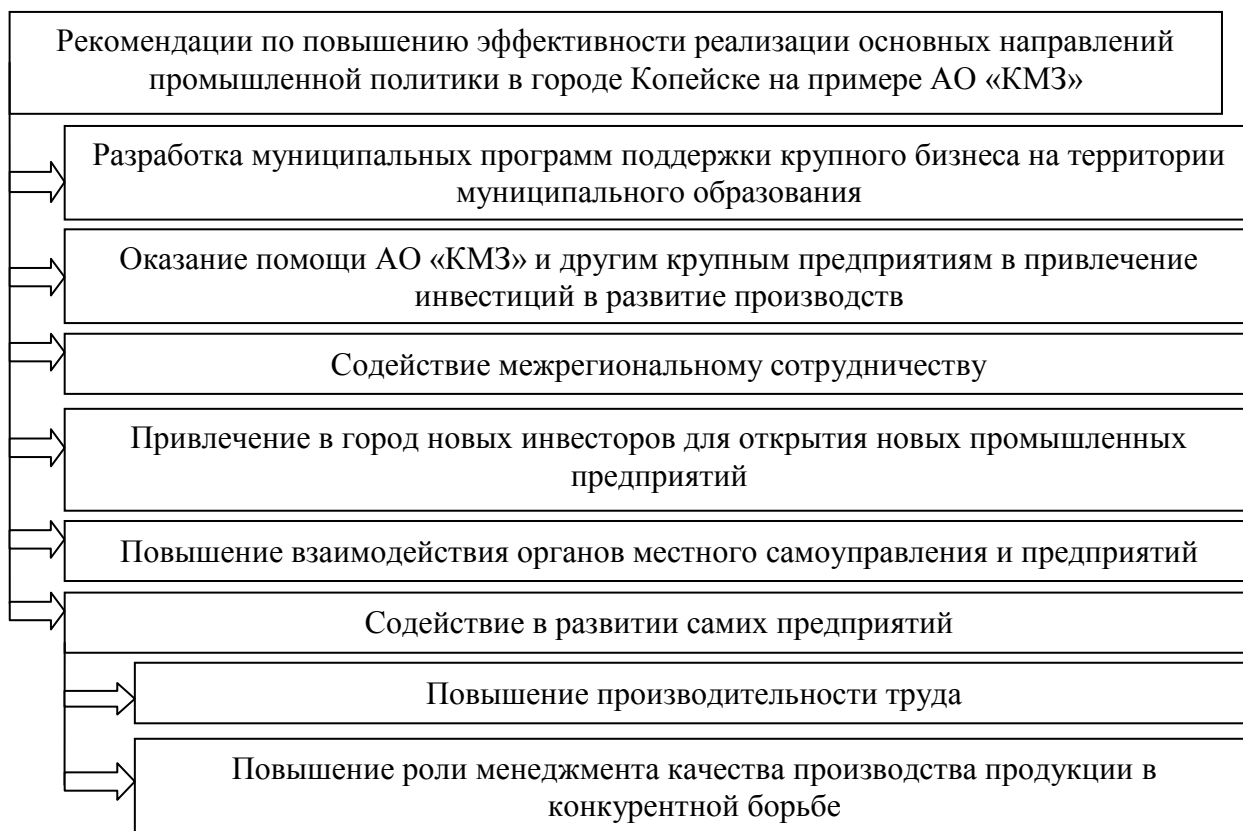 Рекомендации по повышению эффективности реализации основных направлений
промышленной политики в городе Копейске на примере АО «КМЗ»
Разработка муниципальных программ поддержки крупного бизнеса на территории
муниципального образования
Оказание помощи АО «КМЗ» и другим крупным предприятиям в привлечение
инвестиций в развитие производств
Содействие межрегиональному сотрудничеству
Привлечение в город новых инвесторов для открытия новых промышленных
предприятий
Повышение взаимодействия органов местного самоуправления и предприятий
Содействие в развитии самих предприятий
Повышение производительности труда
Повышение роли менеджмента качества производства продукции в
конкурентной борьбе